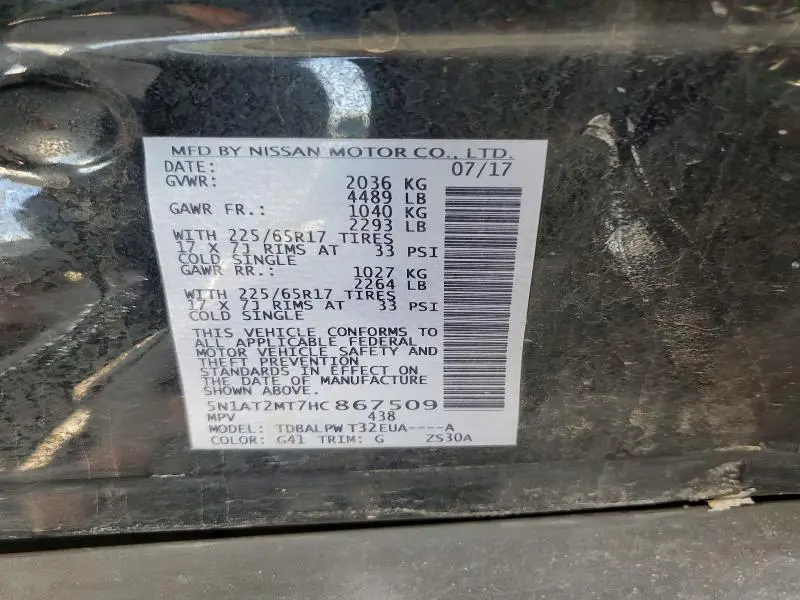 MFD BY NISSAN MOTOR CO., LTD.
DATE: 07/17
GVWR: 2036 KG
4489 LB
GAWR FR.: 1040 KG
2293 LB
WITH 225/65R17 TIRES
17 X 7J RIMS AT 33 PSI
COLD SINGLE
GAWR RR.: 1027 KG
2264 LB
WITH 225/65R17 TIRES
17 X 7J RIMS AT 33 PSI
COLD SINGLE
THIS VEHICLE CONFORMS TO
ALL APPLICABLE FEDERAL
MOTOR VEHICLE SAFETY AND
THEFT PREVENTION
STANDARDS IN EFFECT ON
THE DATE OF MANUFACTURE
SHOWN ABOVE.
5N1AT2MT7HC867509
MPV 438
MODEL: TDBALPW T32EUA----A
COLOR: G41 TRIM: G ZS30A